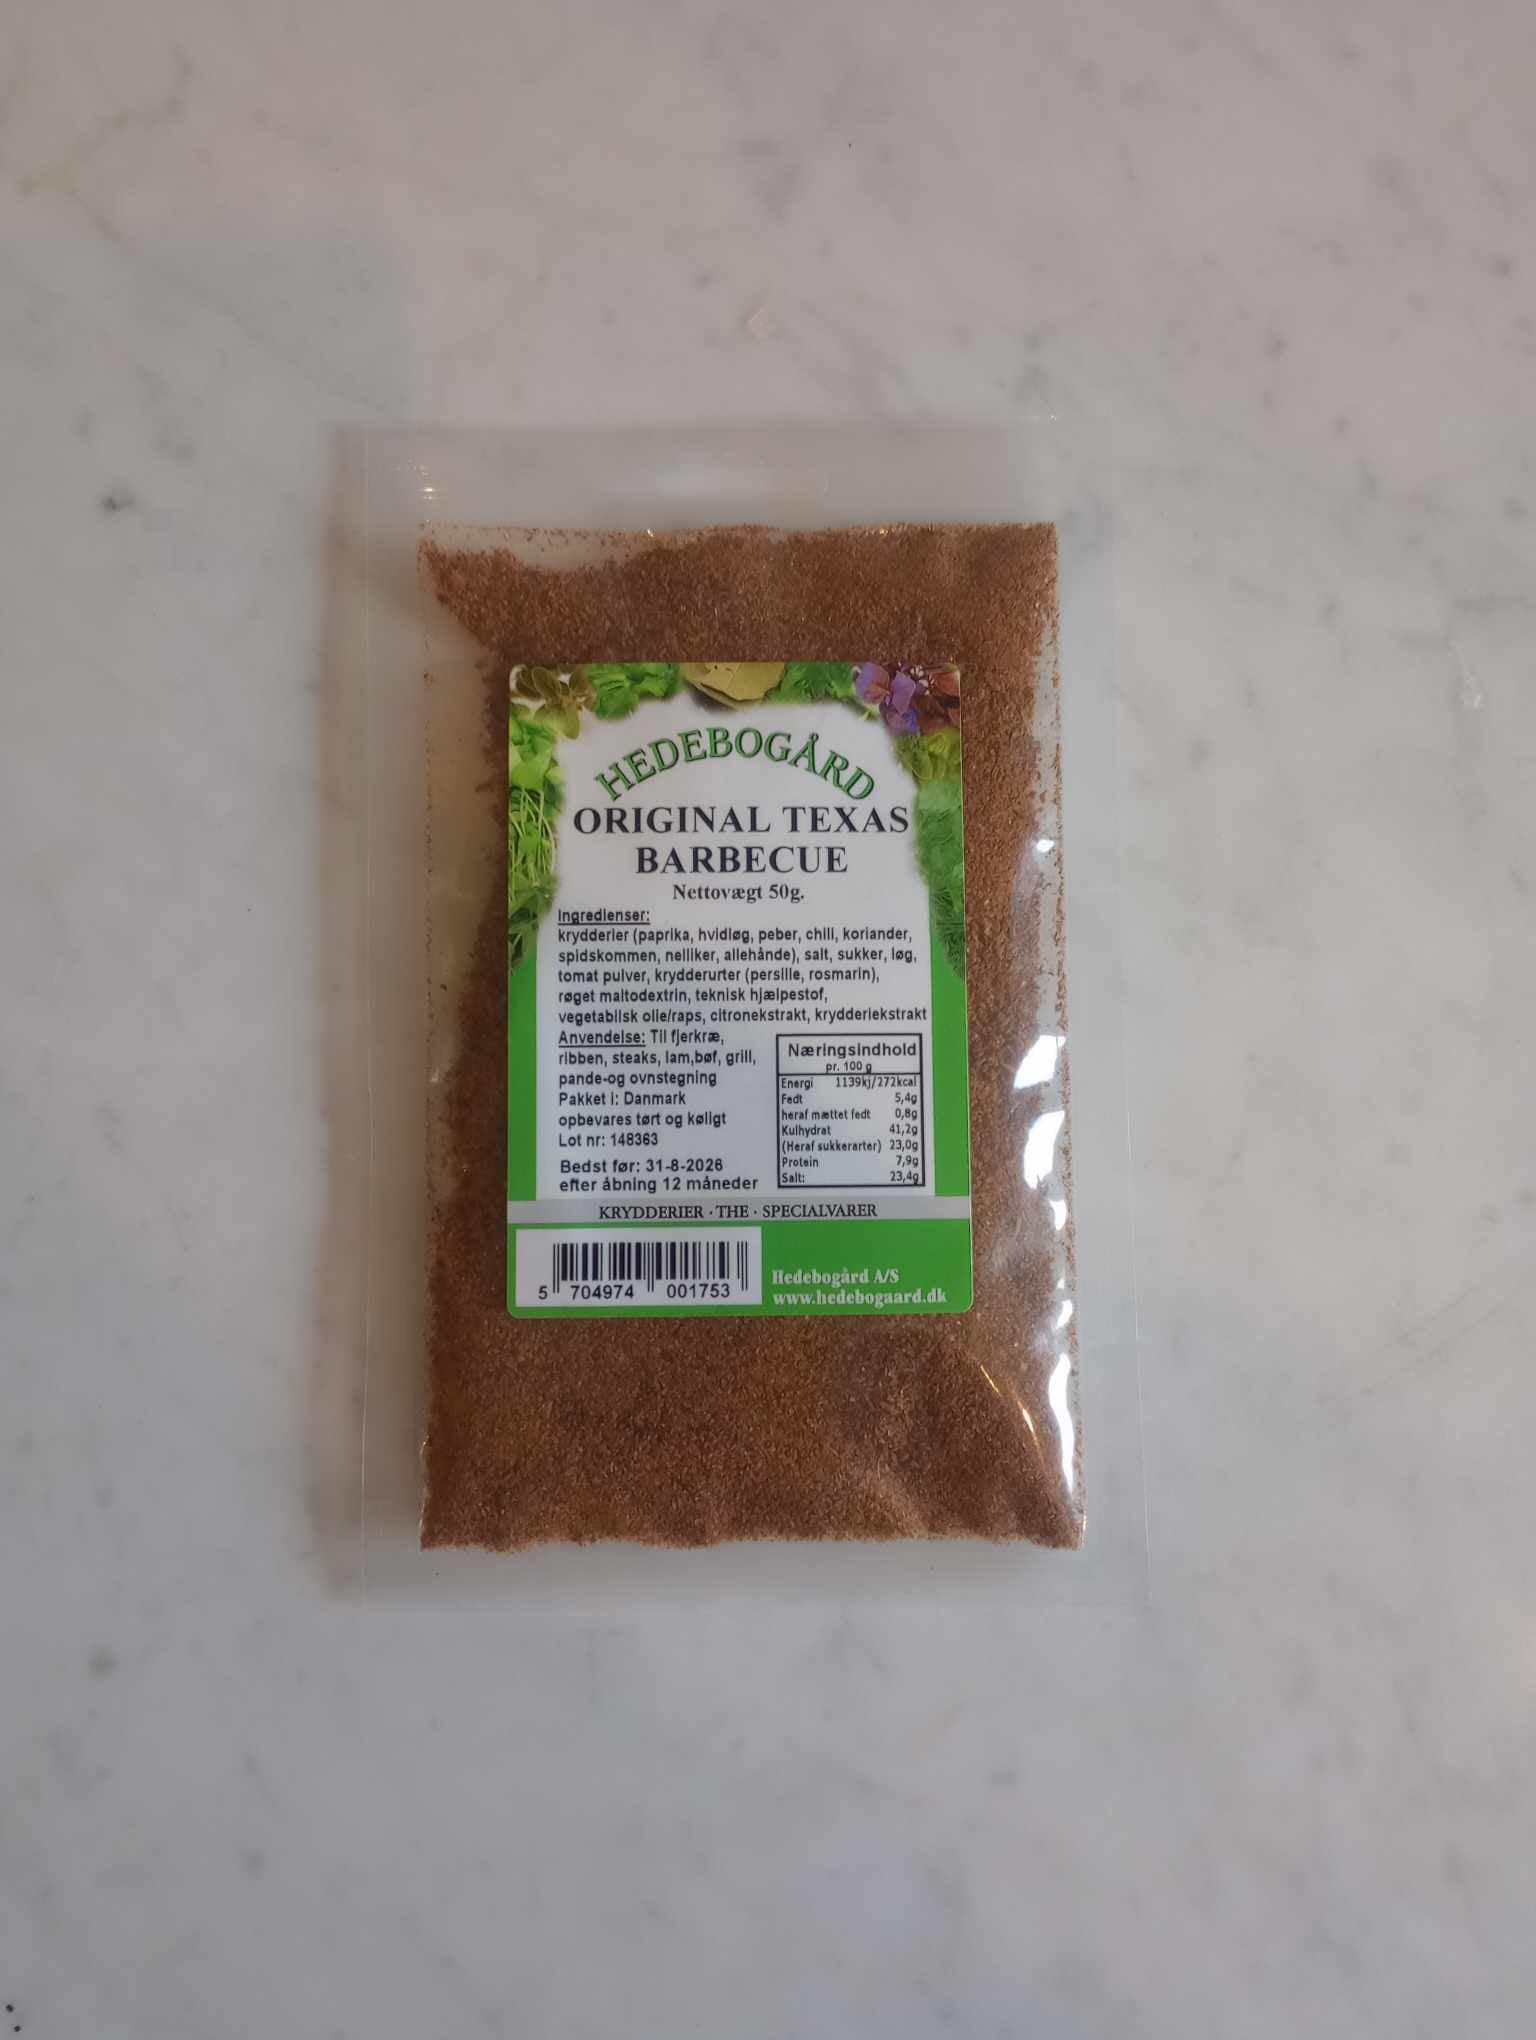 HEDEBOGÅRD
ORIGINAL TEXAS
BARBECUE
Nettovægt 50g.
Ingredienser:
krydderier (paprika, hvidløg, peber, chili, koriander,
spidskommen, nelliker, allehånde), salt, sukker, løg,
tomat pulver, krydderurter (persille, rosmarin),
røget maltodextrin, teknisk hjælpestof,
vegetabilsk olie/raps, citronekstrakt, krydderiekstrakt
Anvendelse: Til fjerkræ,
ribben, steaks, lam,bøf, grill,
pande-og ovnstegning
Pakket i: Danmark
opbevares tørt og køligt
Lot nr: 148363
Bedst før: 31-8-2026
efter åbning 12 måneder
Næringsindhold
pr. 100 g
Energi 1139kj/272kcal
Fedt 5,4g
heraf mættet fedt 0,8g
Kulhydrat 41,2g
(Heraf sukkerarter) 23,0g
Protein 7,9g
Salt: 23,4g
KRYDDERIER · THE · SPECIALVARER
5 704974 001753
Hedebogård A/S
www.hedebogaard.dk